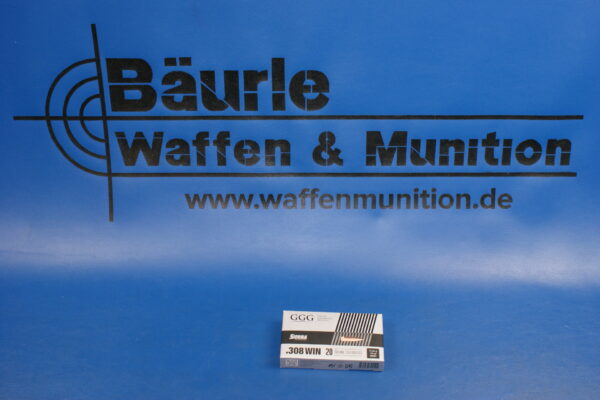 Bäurle
Waffen & Munition
www.waffenmunition.de
GGG
SIERRA
.308 WIN 20